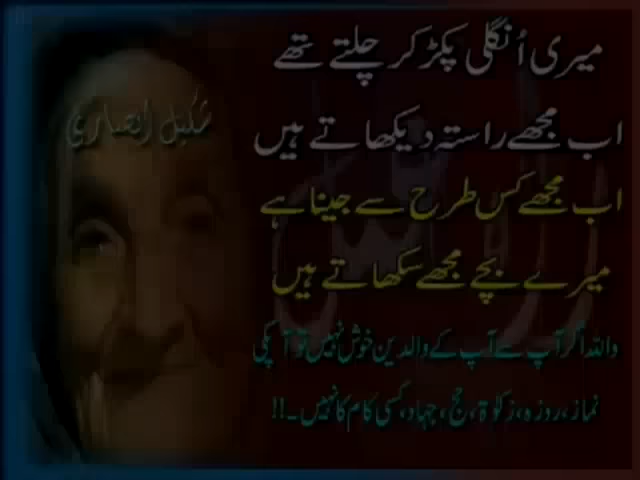 میری اُنگلی پکڑ کر چلتے تھے
شکیل انصاری
اب مجھے راستہ دیکھاتے ہیں
اب مجھے کس طرح سے جینا ہے
میرے بچے مجھے سکھاتے ہیں
واللہ اگر آپ سے آپ کے والدین خوش نہیں تو آپکی
نماز، روزہ، زکوٰۃ، حج، جہاد، کسی کام کا نہیں۔!!